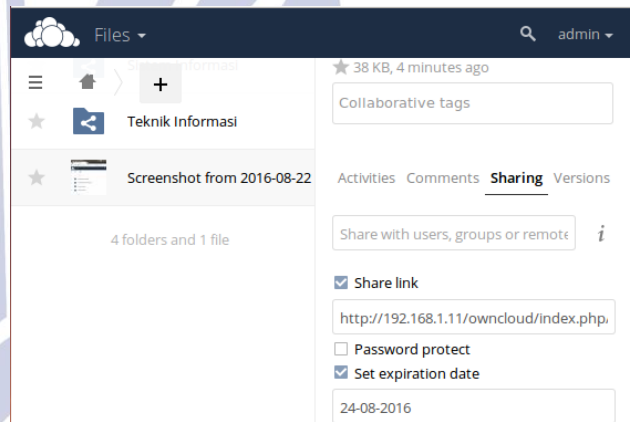 Files
admin
Sistem Informasi
Teknik Informasi
Screenshot from 2016-08-22
4 folders and 1 file
38 KB, 4 minutes ago
Collaborative tags
Activities Comments Sharing Versions
Share with users, groups or remote
i
Share link
http://192.168.1.11/owncloud/index.php/
Password protect
Set expiration date
24-08-2016